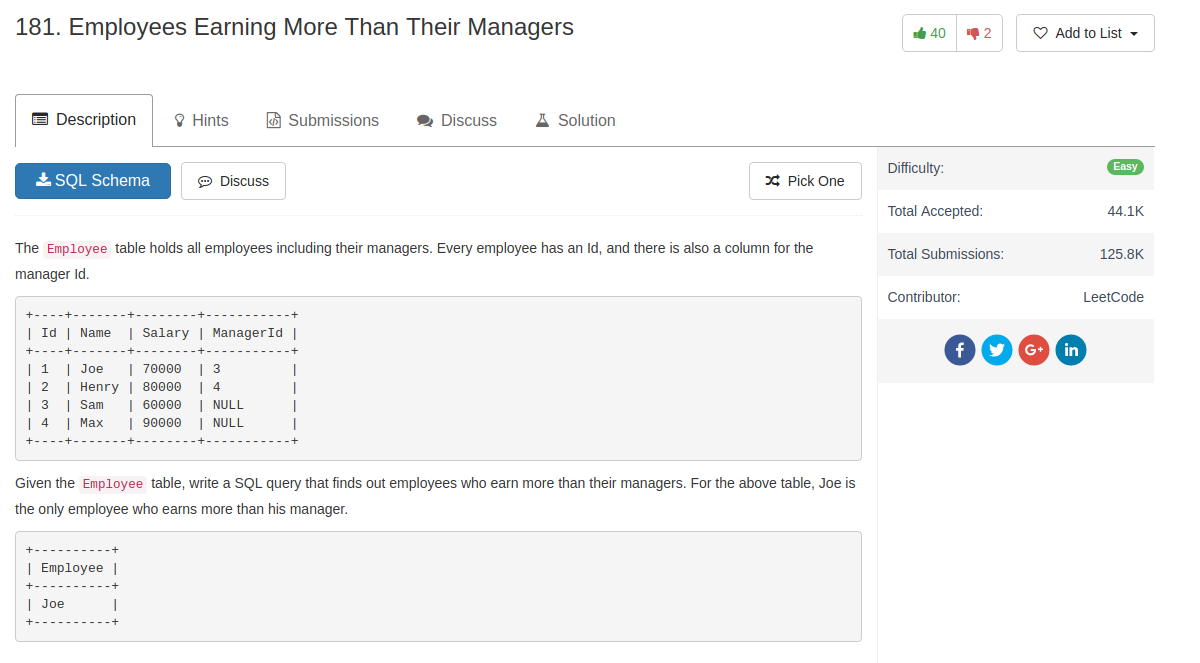 181. Employees Earning More Than Their Managers
40
2
Add to List
Description
Hints
Submissions
Discuss
Solution
SQL Schema
Discuss
Pick One
Difficulty:
Easy
Total Accepted:
44.1K
Total Submissions:
125.8K
Contributor:
LeetCode
f
G+
in
The Employee table holds all employees including their managers. Every employee has an Id, and there is also a column for the
manager Id.
+----+-------+--------+-----------+
| Id | Name  | Salary | ManagerId |
+----+-------+--------+-----------+
| 1  | Joe   | 70000  | 3         |
| 2  | Henry | 80000  | 4         |
| 3  | Sam   | 60000  | NULL      |
| 4  | Max   | 90000  | NULL      |
+----+-------+--------+-----------+
Given the Employee table, write a SQL query that finds out employees who earn more than their managers. For the above table, Joe is
the only employee who earns more than his manager.
+----------+
| Employee |
+----------+
| Joe      |
+----------+